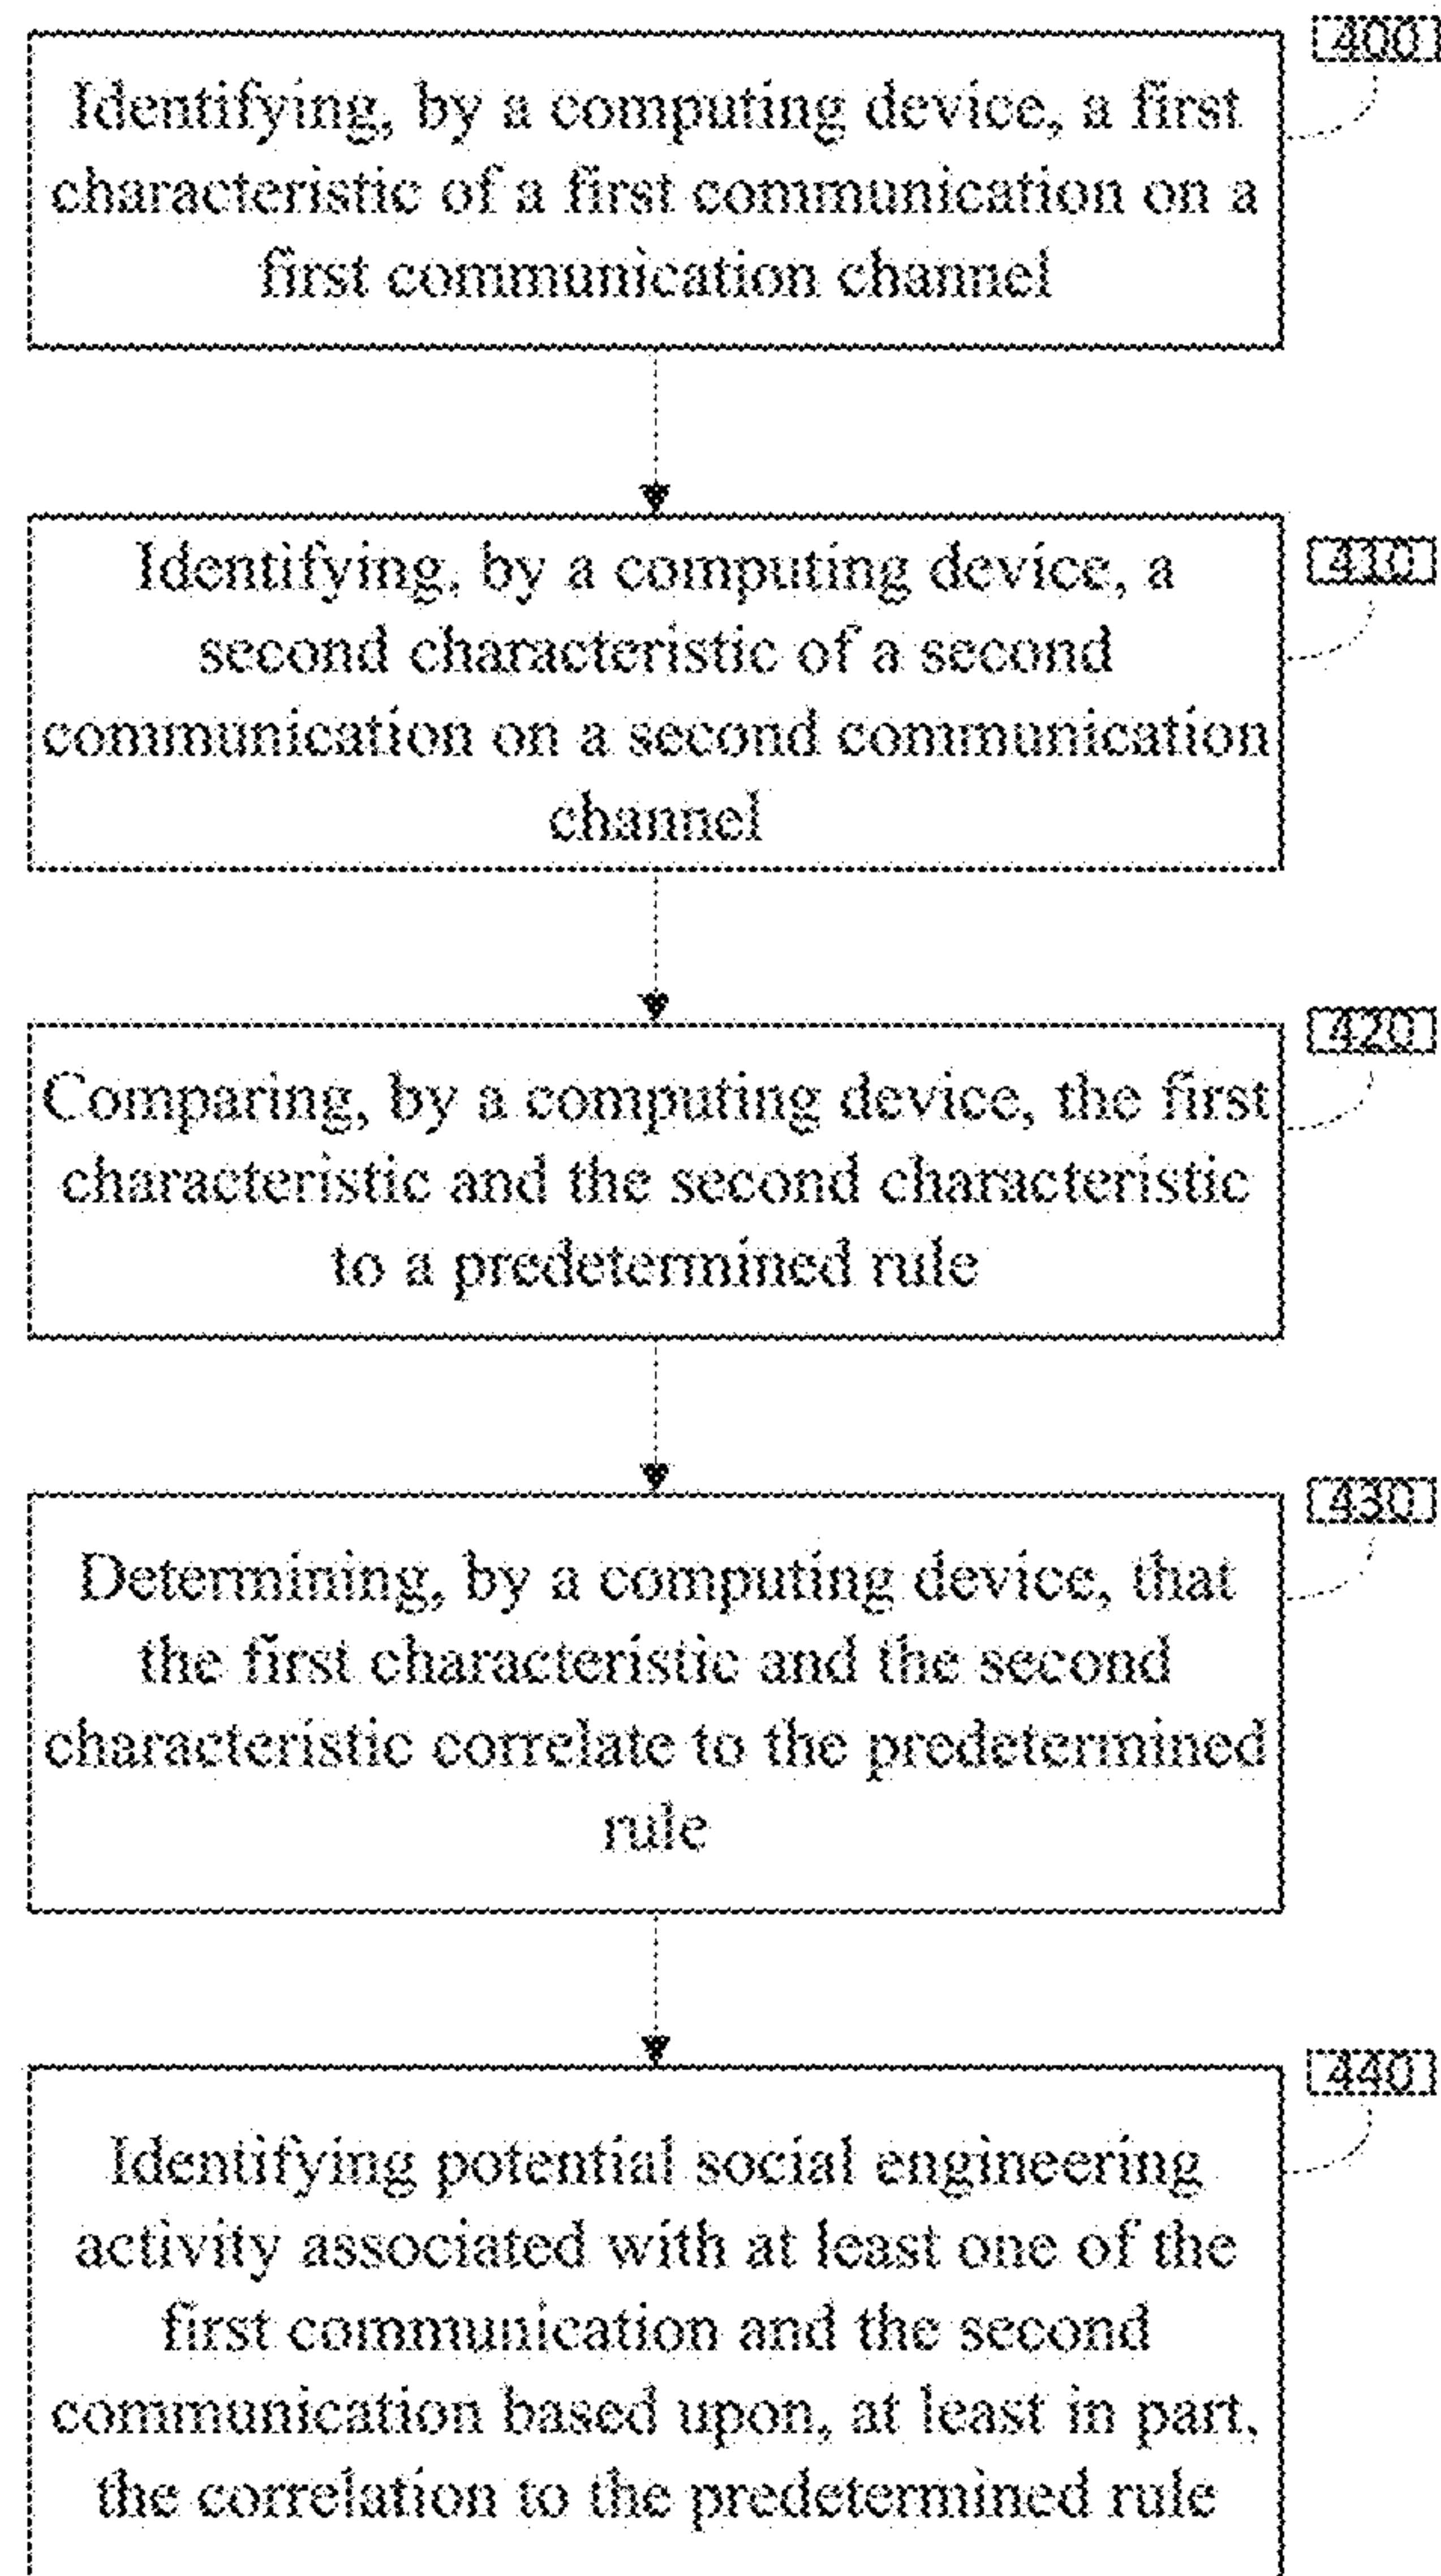 400
Identifying, by a computing device, a first
characteristic of a first communication on a
first communication channel
410
Identifying, by a computing device, a
second characteristic of a second
communication on a second communication
channel
420
Comparing, by a computing device, the first
characteristic and the second characteristic
to a predetermined rule
430
Determining, by a computing device, that
the first characteristic and the second
characteristic correlate to the predetermined
rule
440
Identifying potential social engineering
activity associated with at least one of the
first communication and the second
communication based upon, at least in part,
the correlation to the predetermined rule